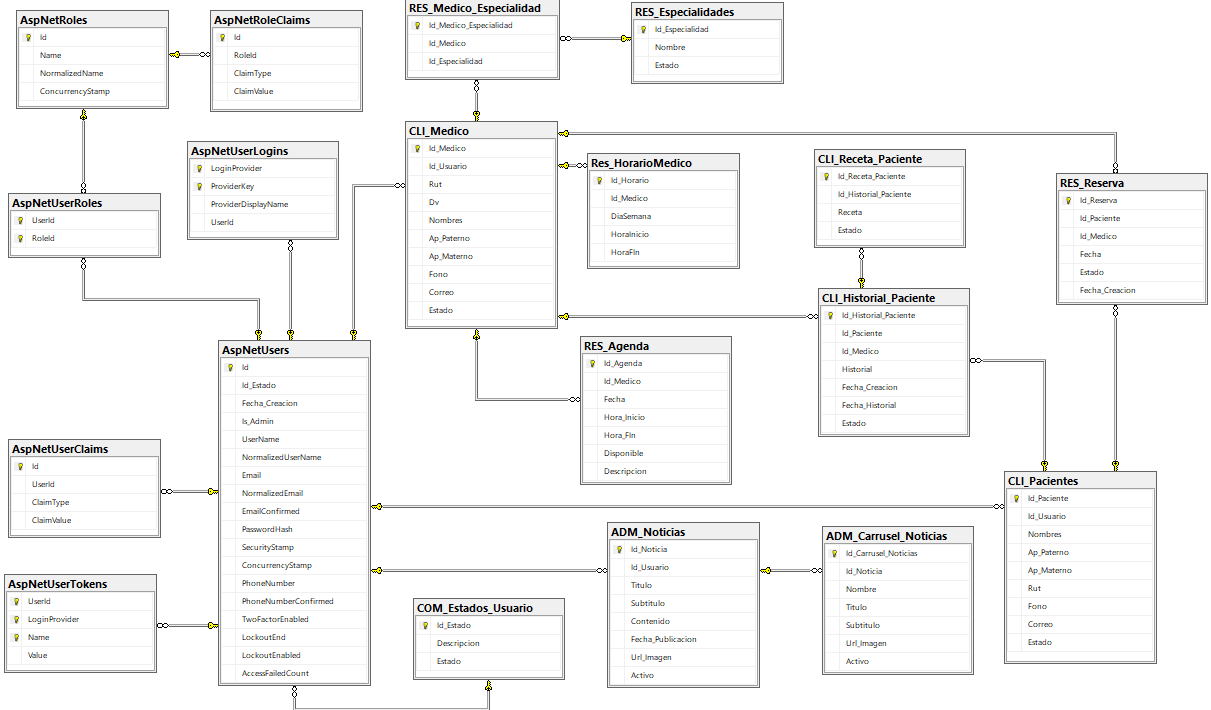 AspNetRoles
Id
Name
NormalizedName
ConcurrencyStamp
AspNetRoleClaims
Id
RoleId
ClaimType
ClaimValue
RES_Medico_Especialidad
Id_Medico_Especialidad
Id_Medico
Id_Especialidad
RES_Especialidades
Id_Especialidad
Nombre
Estado
AspNetUserLogins
LoginProvider
ProviderKey
ProviderDisplayName
UserId
AspNetUserRoles
UserId
RoleId
CLI_Medico
Id_Medico
Id_Usuario
Rut
Dv
Nombres
Ap_Paterno
Ap_Materno
Fono
Correo
Estado
Res_HorarioMedico
Id_Horario
Id_Medico
DiaSemana
HoraInicio
HoraFin
CLI_Receta_Paciente
Id_Receta_Paciente
Id_Historial_Paciente
Receta
Estado
RES_Reserva
Id_Reserva
Id_Paciente
Id_Medico
Fecha
Estado
Fecha_Creacion
CLI_Historial_Paciente
Id_Historial_Paciente
Id_Paciente
Id_Medico
Historial
Fecha_Creacion
Fecha_Historial
Estado
RES_Agenda
Id_Agenda
Id_Medico
Fecha
Hora_Inicio
Hora_Fin
Disponible
Descripcion
AspNetUsers
Id
Id_Estado
Fecha_Creacion
Is_Admin
UserName
NormalizedUserName
Email
NormalizedEmail
EmailConfirmed
PasswordHash
SecurityStamp
ConcurrencyStamp
PhoneNumber
PhoneNumberConfirmed
TwoFactorEnabled
LockoutEnd
LockoutEnabled
AccessFailedCount
AspNetUserClaims
Id
UserId
ClaimType
ClaimValue
AspNetUserTokens
UserId
LoginProvider
Name
Value
COM_Estados_Usuario
Id_Estado
Descripcion
Estado
ADM_Noticias
Id_Noticia
Id_Usuario
Titulo
Subtitulo
Contenido
Fecha_Publicacion
Url_Imagen
Activo
ADM_Carrusel_Noticias
Id_Carrusel_Noticias
Id_Noticia
Nombre
Titulo
Subtitulo
Url_Imagen
Activo
CLI_Pacientes
Id_Paciente
Id_Usuario
Nombres
Ap_Paterno
Ap_Materno
Rut
Fono
Correo
Estado